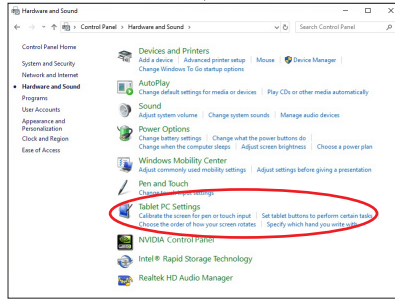 Hardware and Sound
Control Panel > Hardware and Sound >
Search Control Panel
Control Panel Home
System and Security
Network and Internet
Hardware and Sound
Programs
User Accounts
Appearance and
Personalization
Clock and Region
Ease of Access
Devices and Printers
Add a device | Advanced printer setup | Mouse | Device Manager
Change Windows To Go startup options
AutoPlay
Change default settings for media or devices | Play CDs or other media automatically
Sound
Adjust system volume | Change system sounds | Manage audio devices
Power Options
Change battery settings | Change what the power buttons do
Change when the computer sleeps | Adjust screen brightness | Choose a power plan
Windows Mobility Center
Adjust commonly used mobility settings | Adjust settings before giving a presentation
Pen and Touch
Change touch input settings
Tablet PC Settings
Calibrate the screen for pen or touch input | Set tablet buttons to perform certain tasks
Choose the order of how your screen rotates | Specify which hand you write with
NVIDIA Control Panel
Intel® Rapid Storage Technology
Realtek HD Audio Manager